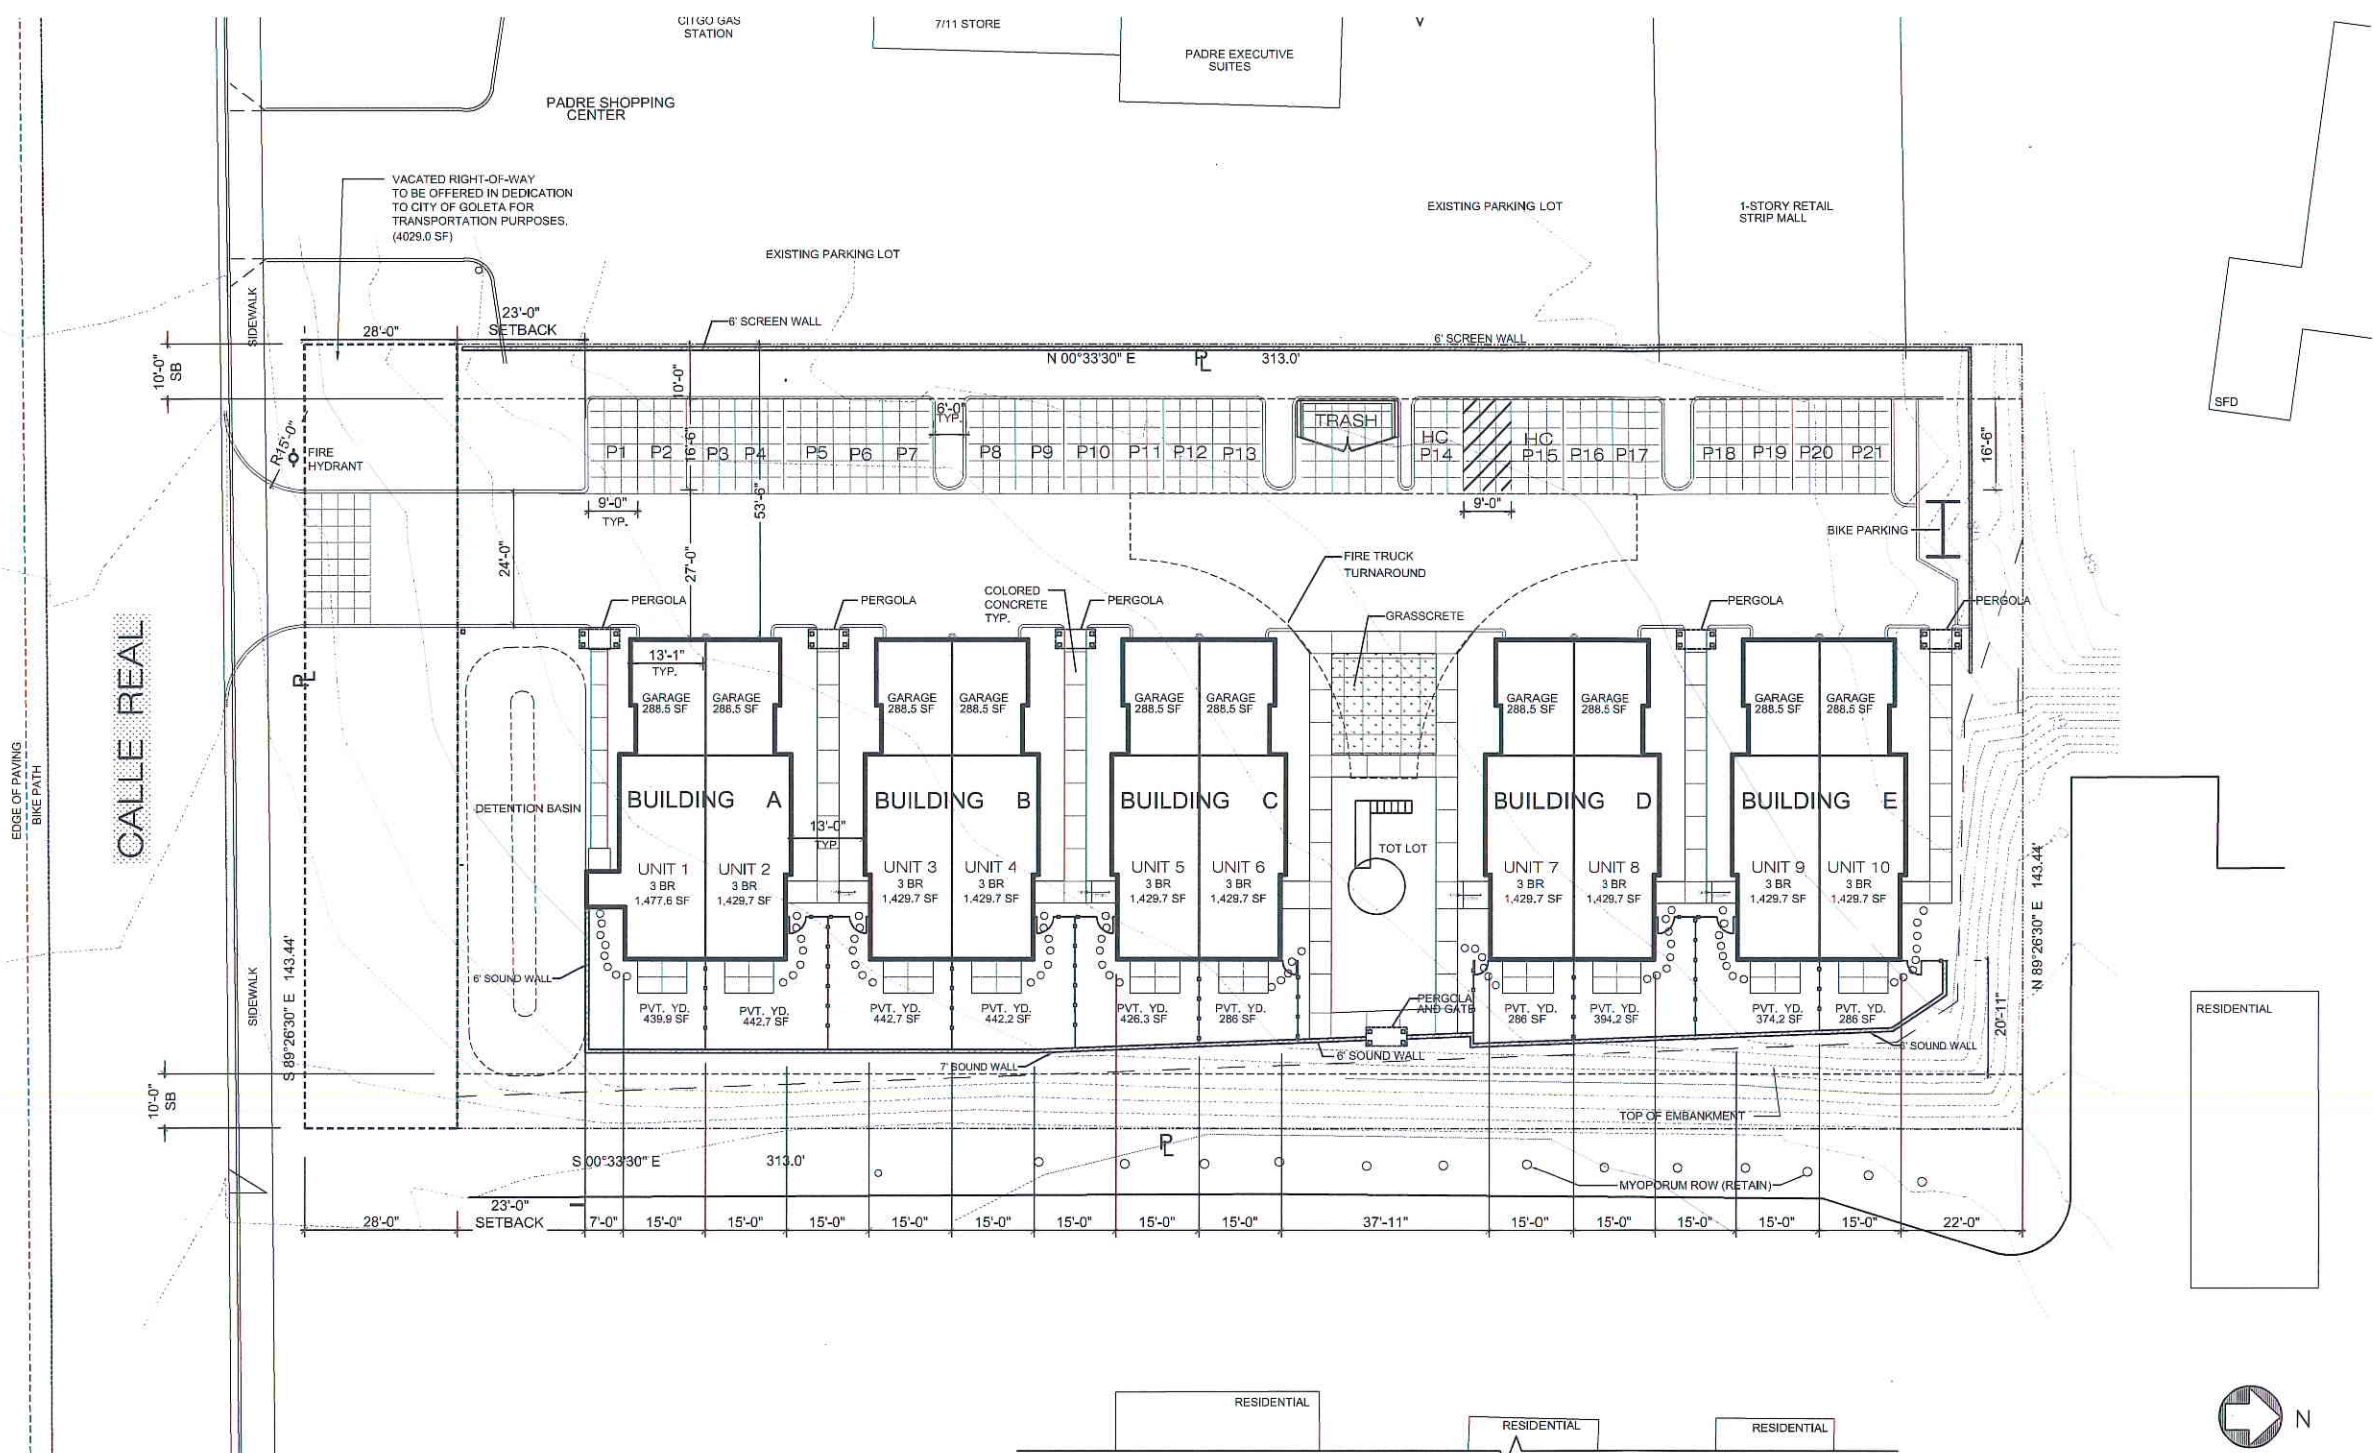 CITGO GAS
STATION
7/11 STORE
PADRE EXECUTIVE
SUITES
PADRE SHOPPING
CENTER
VACATED RIGHT-OF-WAY
TO BE OFFERED IN DEDICATION
TO CITY OF GOLETA FOR
TRANSPORTATION PURPOSES.
(4029.0 SF)
EXISTING PARKING LOT
EXISTING PARKING LOT
1-STORY RETAIL
STRIP MALL
SFD
SIDEWALK
28'-0"
23'-0"
SETBACK
6' SCREEN WALL
6' SCREEN WALL
N 00°33'30" E
PL
313.0'
10'-0"
SB
10'-0"
16'-6"
53'-6"
27'-0"
6'-0"
TYP.
TRASH
HC
HC
P1 P2 P3 P4 P5 P6 P7 P8 P9 P10 P11 P12 P13 P14 P15 P16 P17 P18 P19 P20 P21
16'-6"
R15'-0"
FIRE
HYDRANT
9'-0"
TYP.
9'-0"
24'-0"
BIKE PARKING
FIRE TRUCK
TURNAROUND
COLORED
CONCRETE
TYP.
PERGOLA
PERGOLA
PERGOLA
PERGOLA
PERGOLA
GRASSCRETE
13'-1"
TYP.
PL
CALLE REAL
EDGE OF PAVING
BIKE PATH
GARAGE
288.5 SF
GARAGE
288.5 SF
GARAGE
288.5 SF
GARAGE
288.5 SF
GARAGE
288.5 SF
GARAGE
288.5 SF
GARAGE
288.5 SF
GARAGE
288.5 SF
GARAGE
288.5 SF
GARAGE
288.5 SF
DETENTION BASIN
BUILDING A
BUILDING B
BUILDING C
BUILDING D
BUILDING E
13'-0"
TYP.
TOT LOT
UNIT 1
3 BR
1,477.6 SF
UNIT 2
3 BR
1,429.7 SF
UNIT 3
3 BR
1,429.7 SF
UNIT 4
3 BR
1,429.7 SF
UNIT 5
3 BR
1,429.7 SF
UNIT 6
3 BR
1,429.7 SF
UNIT 7
3 BR
1,429.7 SF
UNIT 8
3 BR
1,429.7 SF
UNIT 9
3 BR
1,429.7 SF
UNIT 10
3 BR
1,429.7 SF
N 89°26'30" E 143.44'
S 89°26'30" E 143.44'
SIDEWALK
6' SOUND WALL
PVT. YD.
439.9 SF
PVT. YD.
442.7 SF
PVT. YD.
442.7 SF
PVT. YD.
442.2 SF
PVT. YD.
426.3 SF
PVT. YD.
286 SF
PERGOLA
AND GATE
PVT. YD.
286 SF
PVT. YD.
394.2 SF
PVT. YD.
374.2 SF
PVT. YD.
286 SF
20'-11"
RESIDENTIAL
7' SOUND WALL
6' SOUND WALL
6' SOUND WALL
10'-0"
SB
TOP OF EMBANKMENT
PL
S 00°33'30" E
313.0'
MYOPORUM ROW (RETAIN)
28'-0"
23'-0"
SETBACK
7'-0" 15'-0" 15'-0" 15'-0" 15'-0" 15'-0" 15'-0" 15'-0" 15'-0" 37'-11" 15'-0" 15'-0" 15'-0" 15'-0" 15'-0" 22'-0"
RESIDENTIAL
RESIDENTIAL
RESIDENTIAL
N